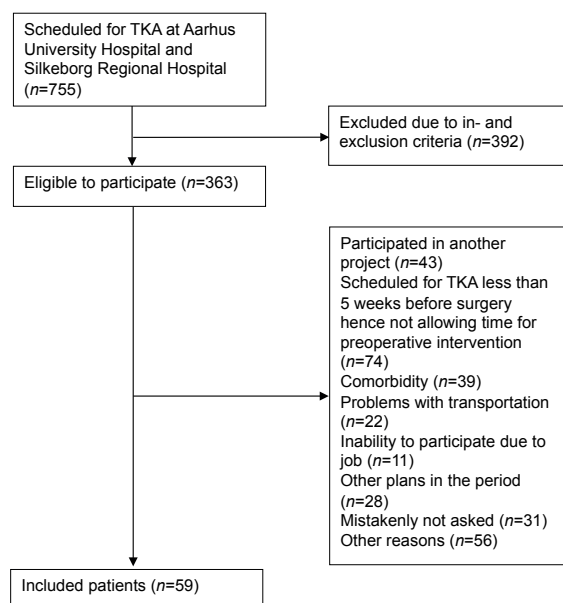 Scheduled for TKA at Aarhus
University Hospital and
Silkeborg Regional Hospital
(n=755)
Excluded due to in- and
exclusion criteria (n=392)
Eligible to participate (n=363)
Participated in another
project (n=43)
Scheduled for TKA less than
5 weeks before surgery
hence not allowing time for
preoperative intervention
(n=74)
Comorbidity (n=39)
Problems with transportation
(n=22)
Inability to participate due to
job (n=11)
Other plans in the period
(n=28)
Mistakenly not asked (n=31)
Other reasons (n=56)
Included patients (n=59)